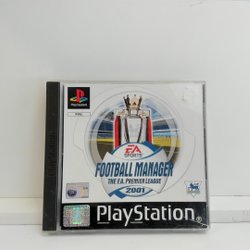 EA
SPORTS
FOOTBALL MANAGER
THE F.A. PREMIER LEAGUE
2001
PlayStation